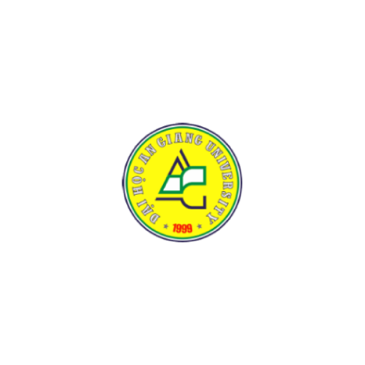 ĐẠI HỌC AN GIANG UNIVERSITY
* 1999 *